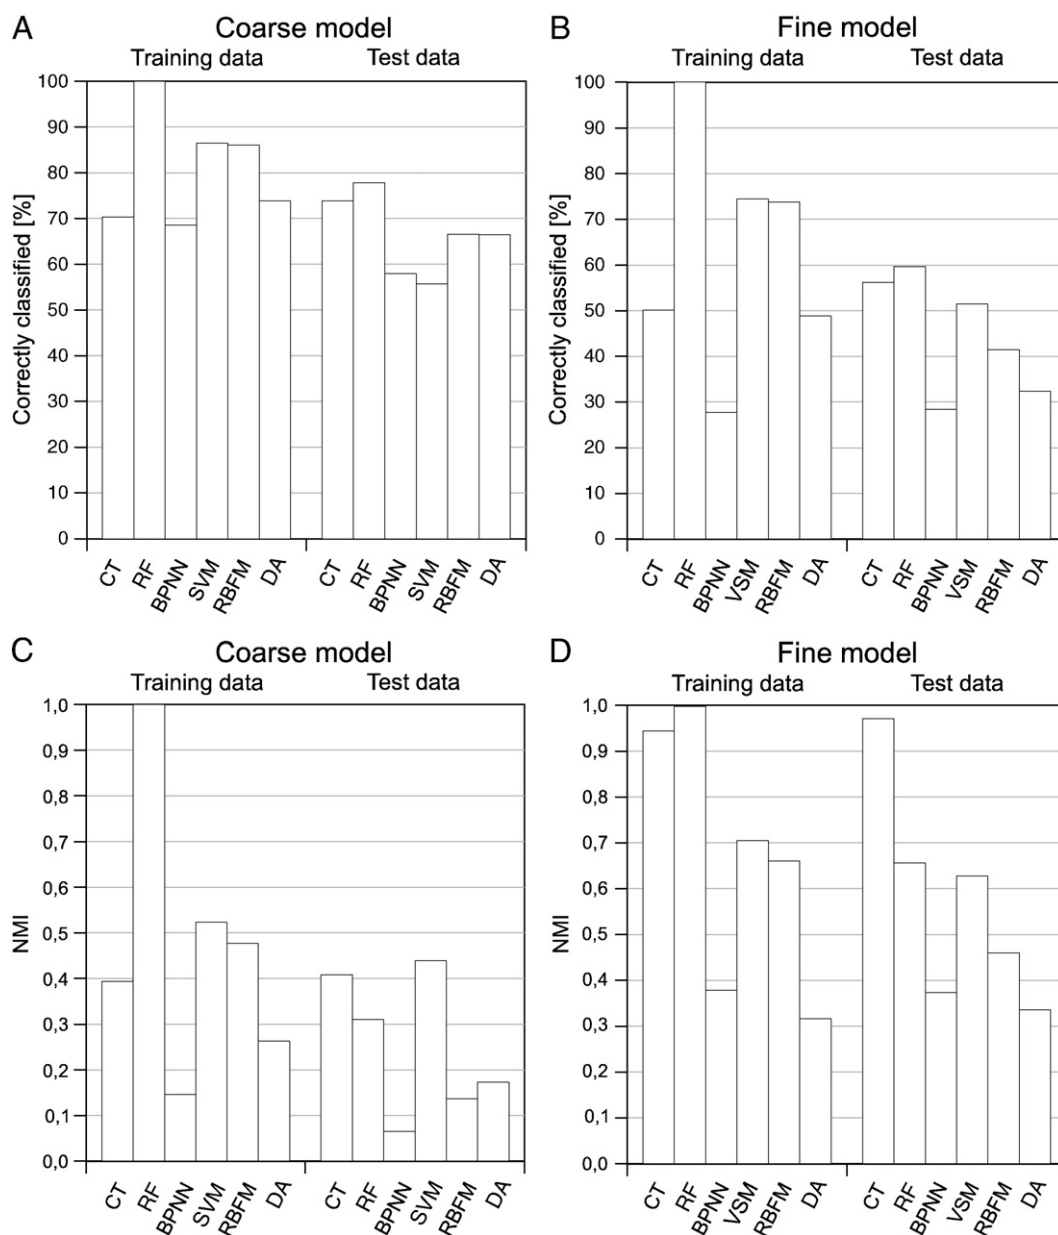 A Coarse model
Training data Test data
Correctly classified [%]
100
90
80
70
60
50
40
30
20
10
0
CT RF BPNN SVM RBFM DA CT RF BPNN SVM RBFM DA
B Fine model
Training data Test data
Correctly classified [%]
100
90
80
70
60
50
40
30
20
10
0
CT RF BPNN VSM RBFM DA CT RF BPNN VSM RBFM DA
C Coarse model
Training data Test data
NMI
1,0
0,9
0,8
0,7
0,6
0,5
0,4
0,3
0,2
0,1
0,0
CT RF BPNN SVM RBFM DA CT RF BPNN SVM RBFM DA
D Fine model
Training data Test data
NMI
1,0
0,9
0,8
0,7
0,6
0,5
0,4
0,3
0,2
0,1
0,0
CT RF BPNN VSM RBFM DA CT RF BPNN VSM RBFM DA